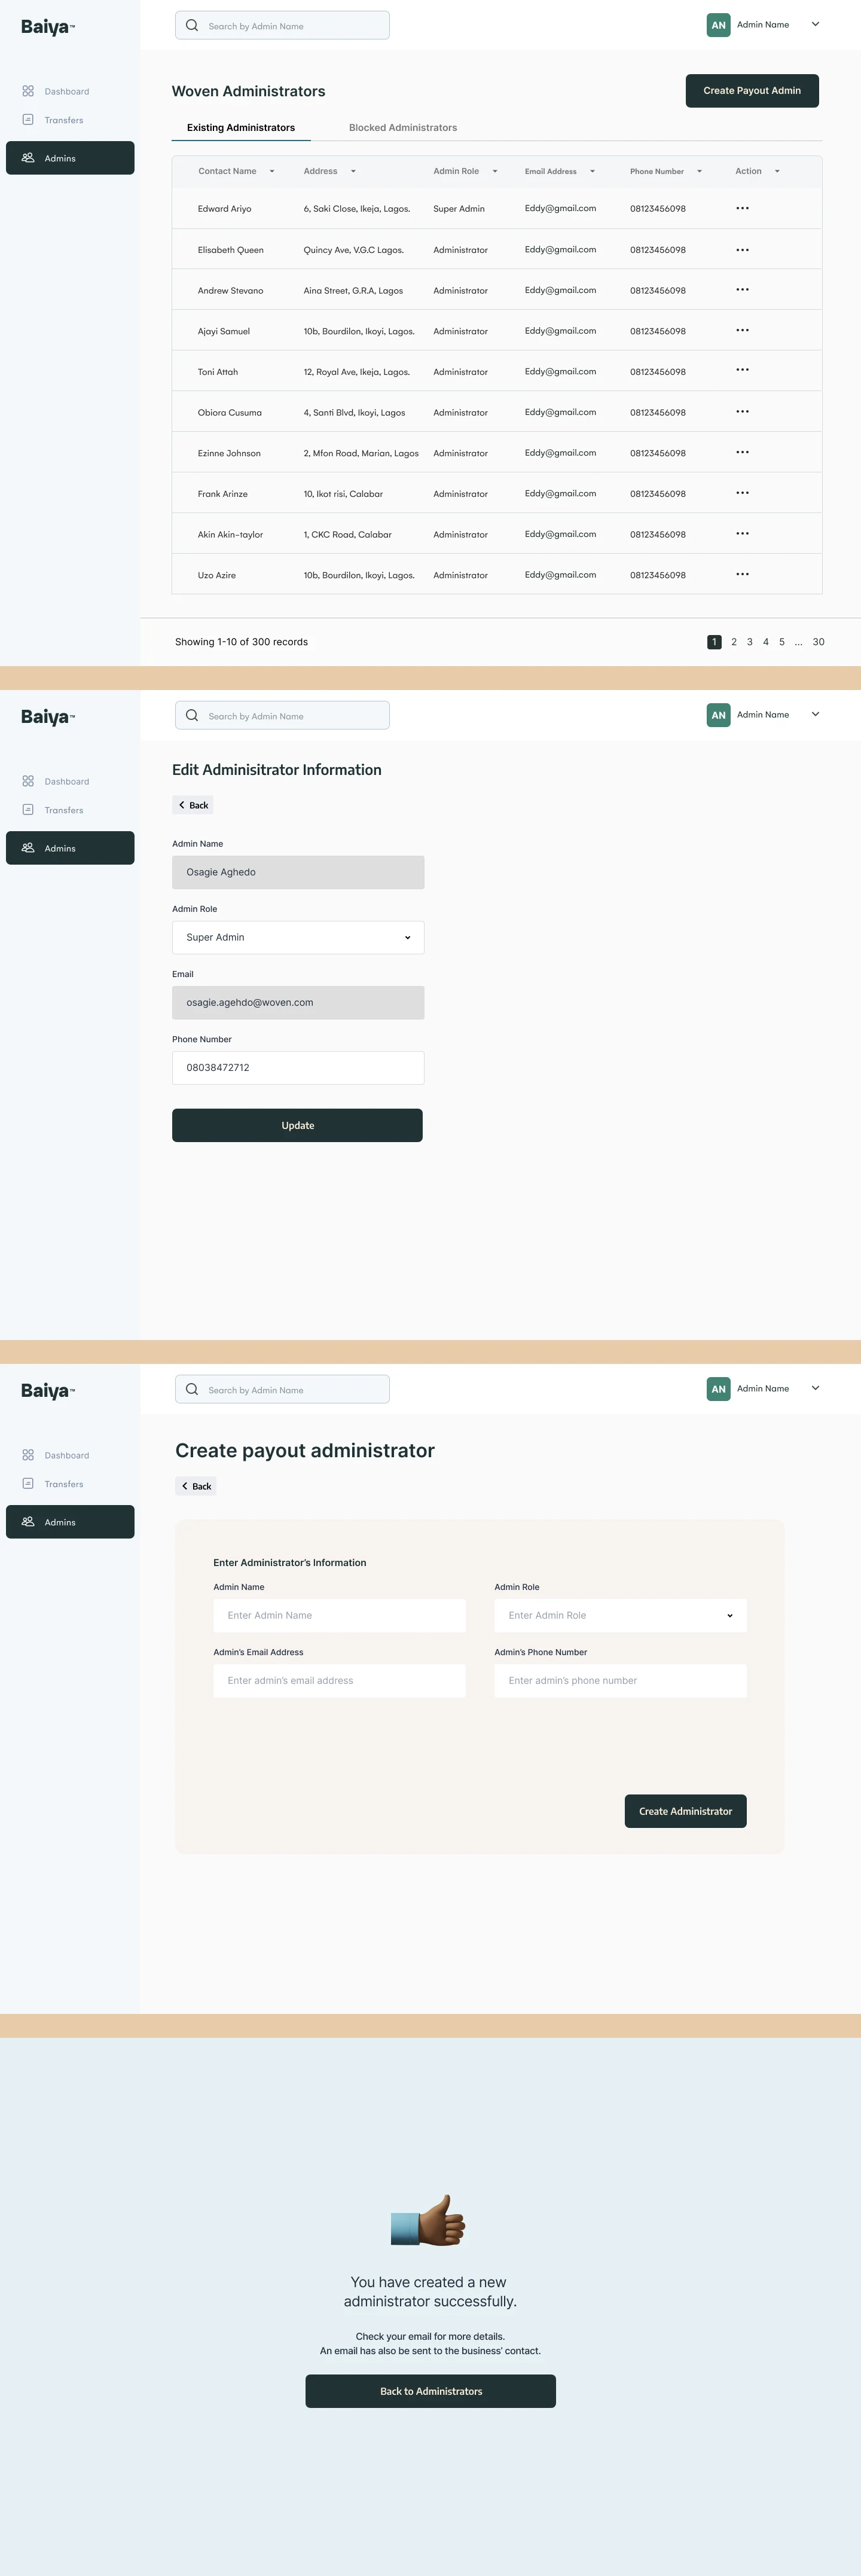 Baiya™
Search by Admin Name
AN Admin Name
Dashboard
Transfers
Admins
Woven Administrators
Create Payout Admin
Existing Administrators Blocked Administrators
Contact Name Address Admin Role Email Address Phone Number Action
Edward Ariyo 6, Saki Close, Ikeja, Lagos. Super Admin Eddy@gmail.com 08123456098
Elisabeth Queen Quincy Ave, V.G.C Lagos. Administrator Eddy@gmail.com 08123456098
Andrew Stevano Aina Street, G.R.A, Lagos Administrator Eddy@gmail.com 08123456098
Ajayi Samuel 10b, Bourdilon, Ikoyi, Lagos. Administrator Eddy@gmail.com 08123456098
Toni Attah 12, Royal Ave, Ikeja, Lagos. Administrator Eddy@gmail.com 08123456098
Obiora Cusuma 4, Santi Blvd, Ikoyi, Lagos Administrator Eddy@gmail.com 08123456098
Ezinne Johnson 2, Mfon Road, Marian, Lagos Administrator Eddy@gmail.com 08123456098
Frank Arinze 10, Ikot risi, Calabar Administrator Eddy@gmail.com 08123456098
Akin Akin-taylor 1, CKC Road, Calabar Administrator Eddy@gmail.com 08123456098
Uzo Azire 10b, Bourdilon, Ikoyi, Lagos. Administrator Eddy@gmail.com 08123456098
Showing 1-10 of 300 records
1 2 3 4 5 ... 30
Baiya™
Search by Admin Name
AN Admin Name
Dashboard
Transfers
Admins
Edit Adminisitrator Information
Back
Admin Name
Osagie Aghedo
Admin Role
Super Admin
Email
osagie.agehdo@woven.com
Phone Number
08038472712
Update
Baiya™
Search by Admin Name
AN Admin Name
Dashboard
Transfers
Admins
Create payout administrator
Back
Enter Administrator's Information
Admin Name Admin Role
Enter Admin Name Enter Admin Role
Admin's Email Address Admin's Phone Number
Enter admin's email address Enter admin's phone number
Create Administrator
You have created a new
administrator successfully.
Check your email for more details.
An email has also be sent to the business' contact.
Back to Administrators